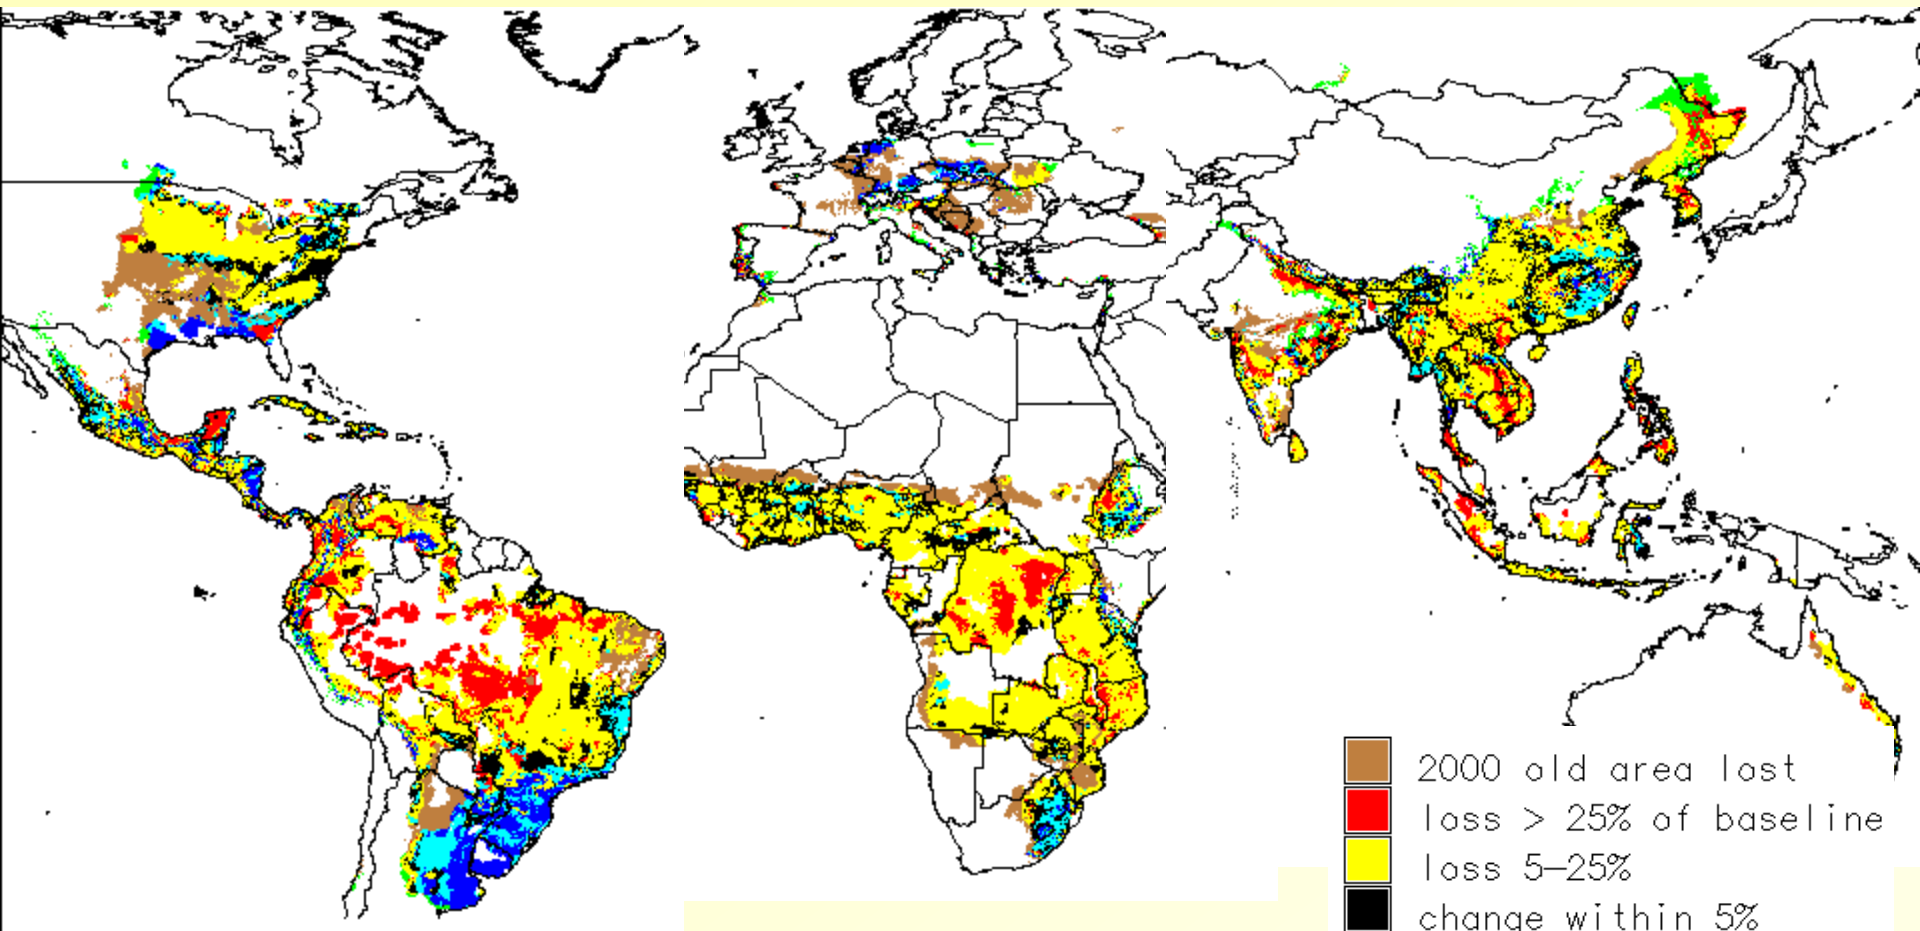 2000 old area lost
loss > 25% of baseline
loss 5–25%
change within 5%